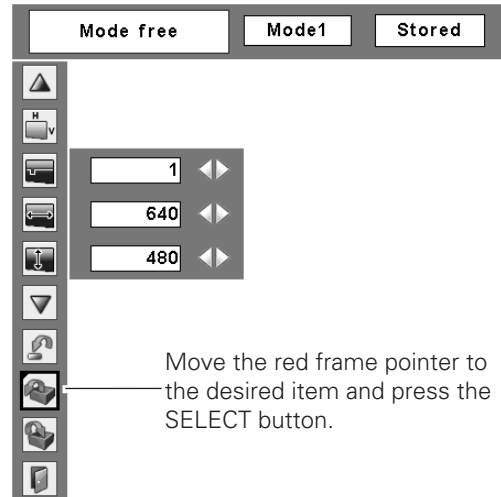 Mode free Mode1 Stored
H
V
1
640
480
Move the red frame pointer to
the desired item and press the
SELECT button.